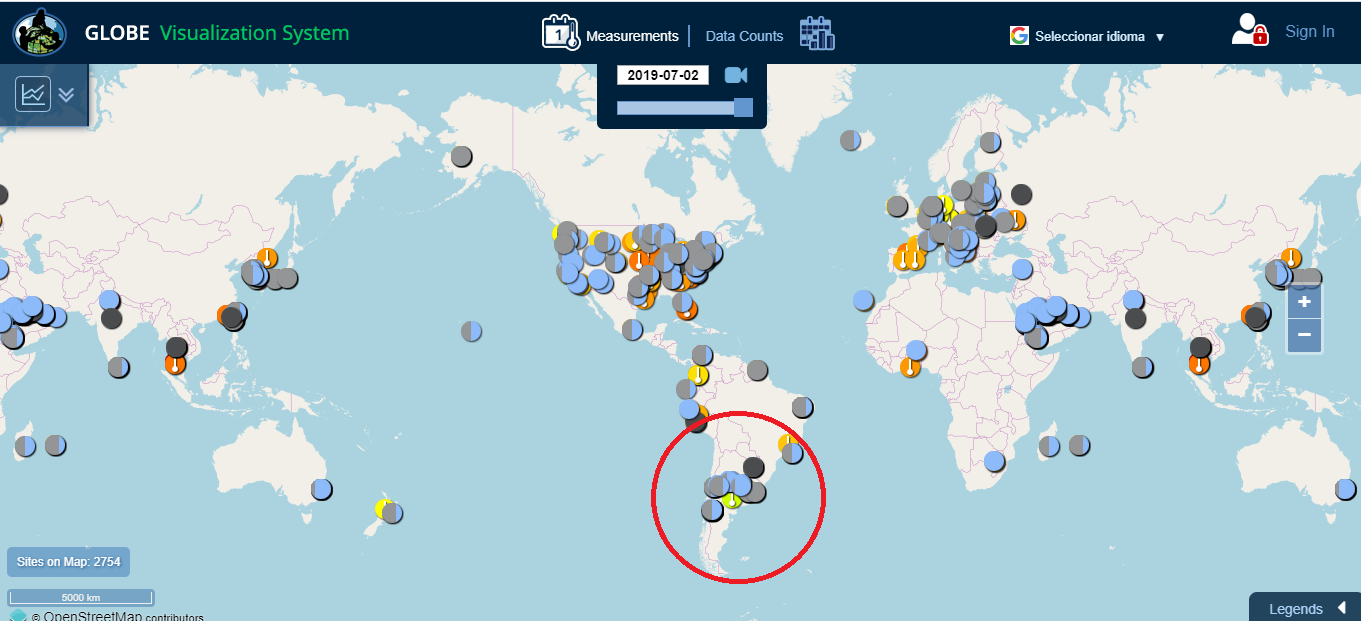 GLOBE Visualization System
1 Measurements Data Counts
G Seleccionar idioma ▼
Sign In
2019-07-02
+
−
Sites on Map: 2754
5000 km
© OpenStreetMap contributors
Legends